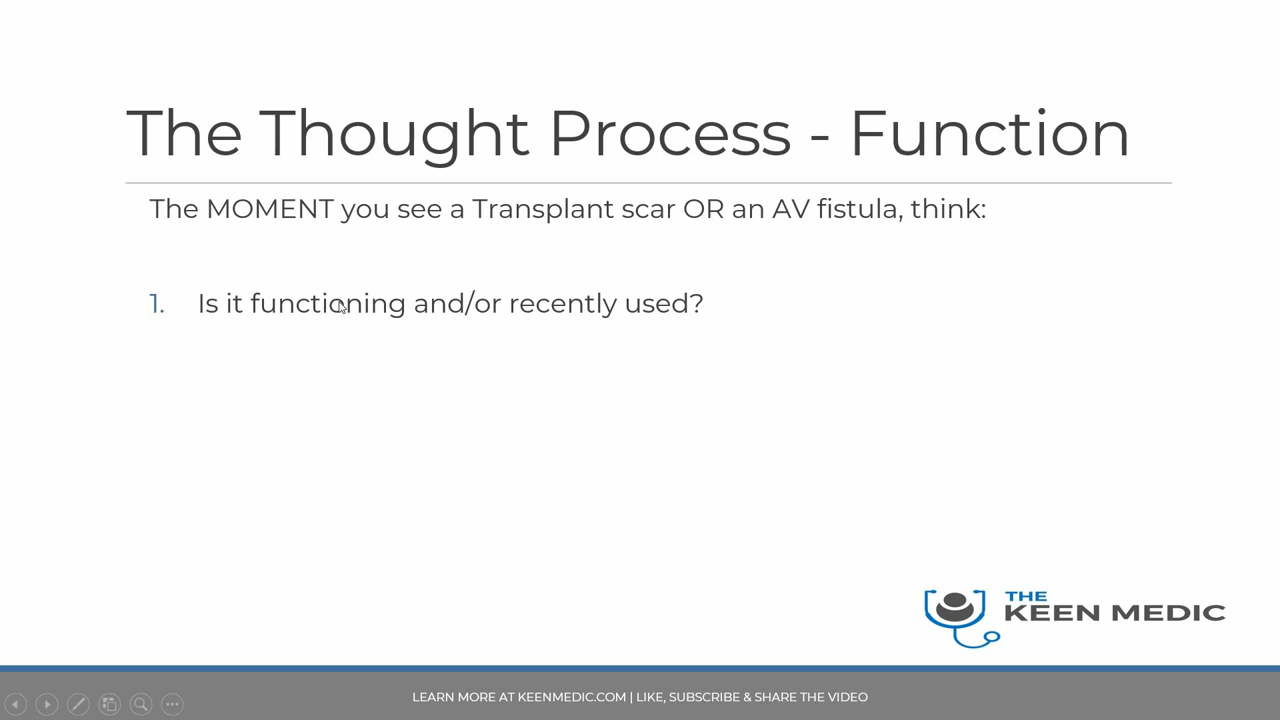 The Thought Process - Function
The MOMENT you see a Transplant scar OR an AV fistula, think:
1. Is it functioning and/or recently used?
THE
KEEN MEDIC
LEARN MORE AT KEENMEDIC.COM | LIKE, SUBSCRIBE & SHARE THE VIDEO